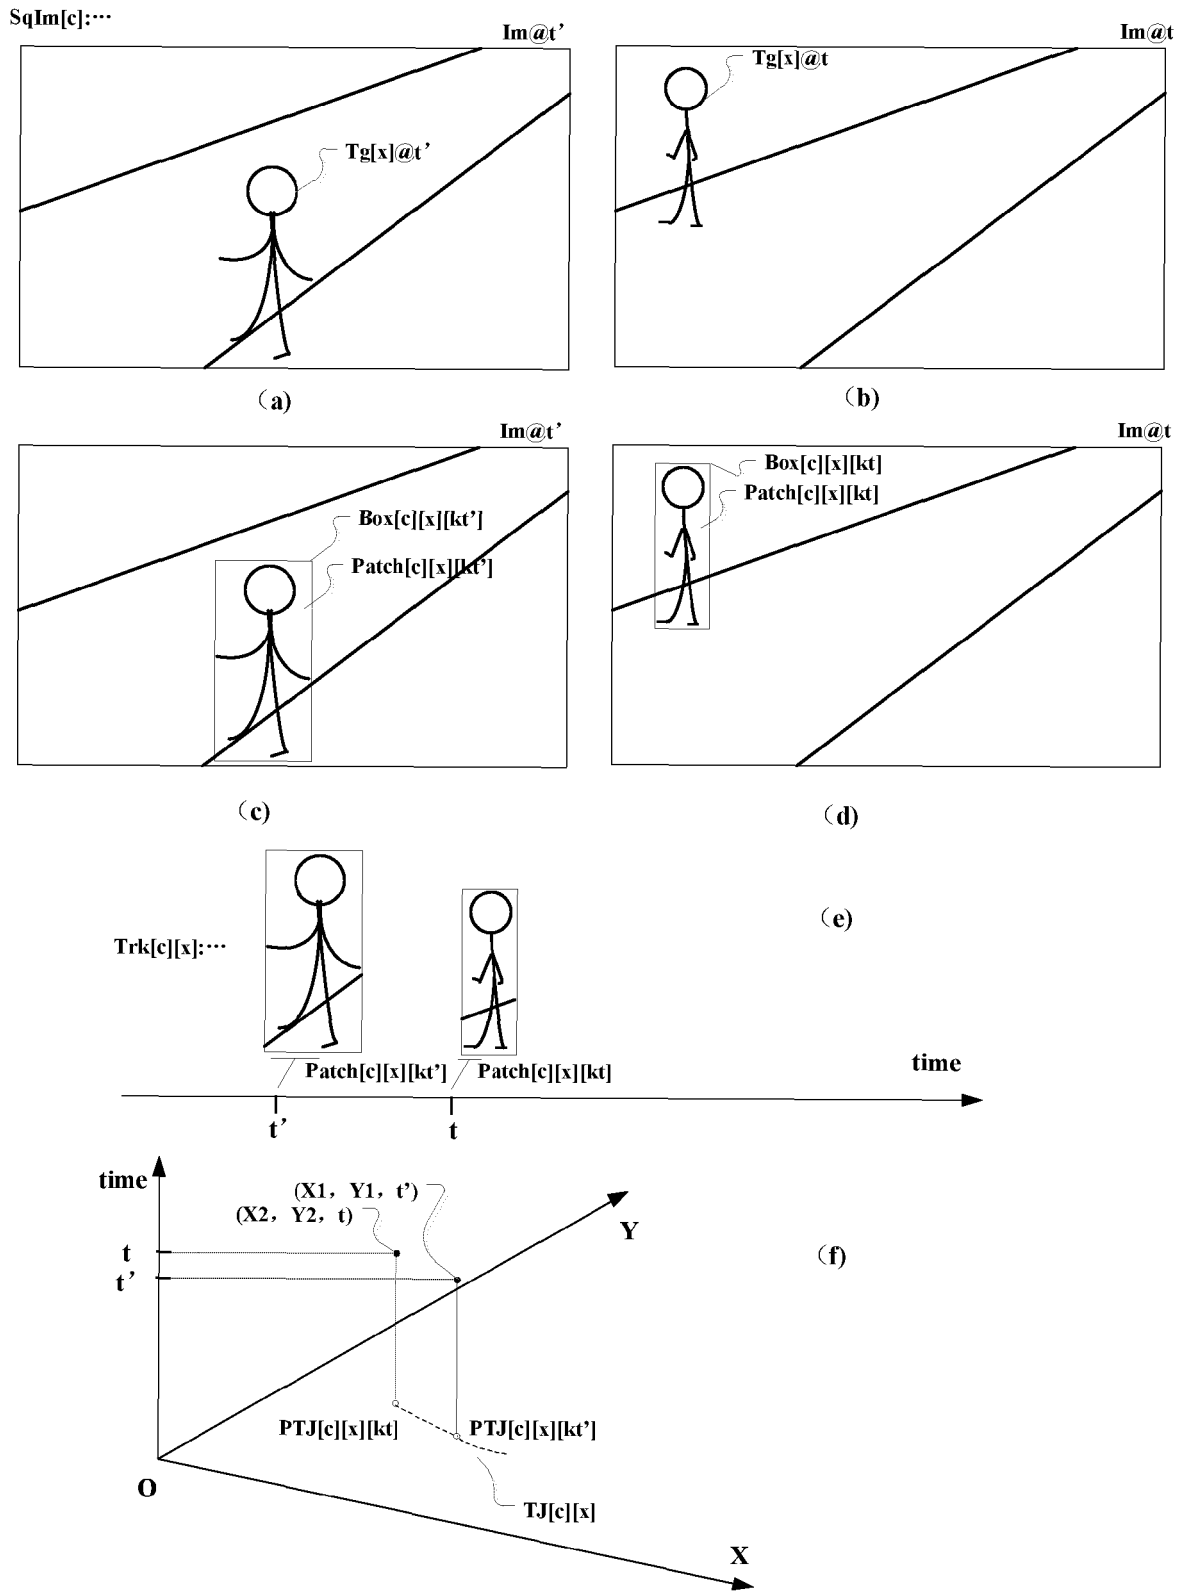 SqIm[c]:⋯
Im@t’
Im@t
Tg[x]@t’
Tg[x]@t
（a)
（b)
Im@t’
Im@t
Box[c][x][kt’]
Patch[c][x][kt’]
Box[c][x][kt]
Patch[c][x][kt]
（c)
（d)
Trk[c][x]:⋯
（e)
Patch[c][x][kt’]
Patch[c][x][kt]
time
t’
t
time
(X1，Y1，t’)
(X2，Y2，t)
Y
t
t’
（f)
PTJ[c][x][kt]
PTJ[c][x][kt’]
O
TJ[c][x]
X